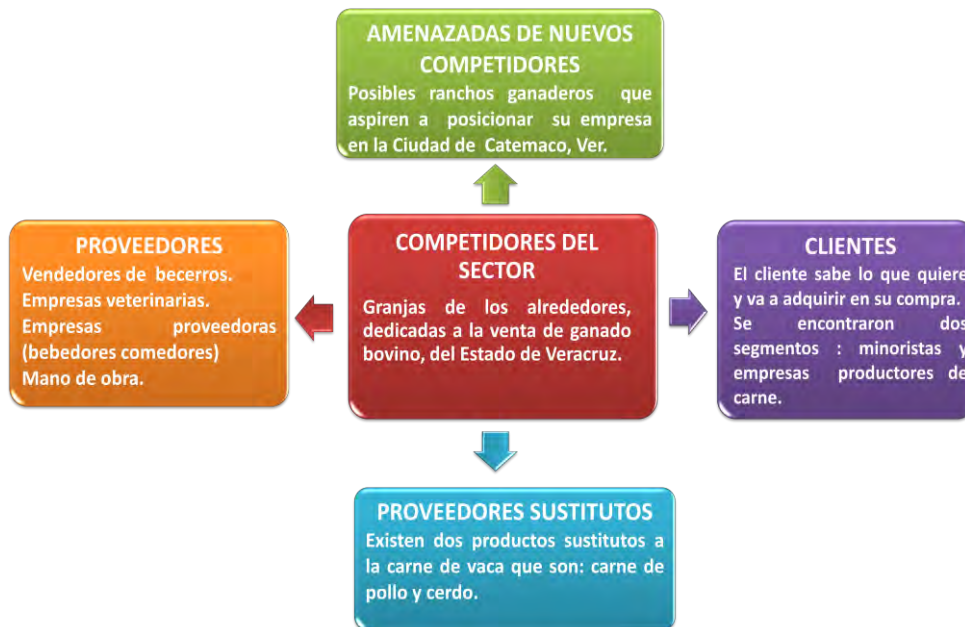 AMENAZADAS DE NUEVOS
COMPETIDORES
Posibles ranchos ganaderos que
aspiren a posicionar su empresa
en la Ciudad de Catemaco, Ver.
PROVEEDORES
Vendedores de becerros.
Empresas veterinarias.
Empresas proveedoras
(bebedores comedores)
Mano de obra.
COMPETIDORES DEL
SECTOR
Granjas de los alrededores,
dedicadas a la venta de ganado
bovino, del Estado de Veracruz.
CLIENTES
El cliente sabe lo que quiere
y va a adquirir en su compra.
Se encontraron dos
segmentos : minoristas y
empresas productores de
carne.
PROVEEDORES SUSTITUTOS
Existen dos productos sustitutos a
la carne de vaca que son: carne de
pollo y cerdo.